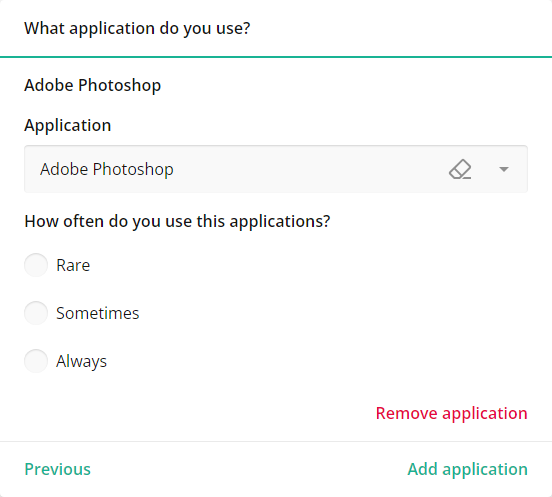 What application do you use?
Adobe Photoshop
Application
Adobe Photoshop
How often do you use this applications?
Rare
Sometimes
Always
Remove application
Previous
Add application